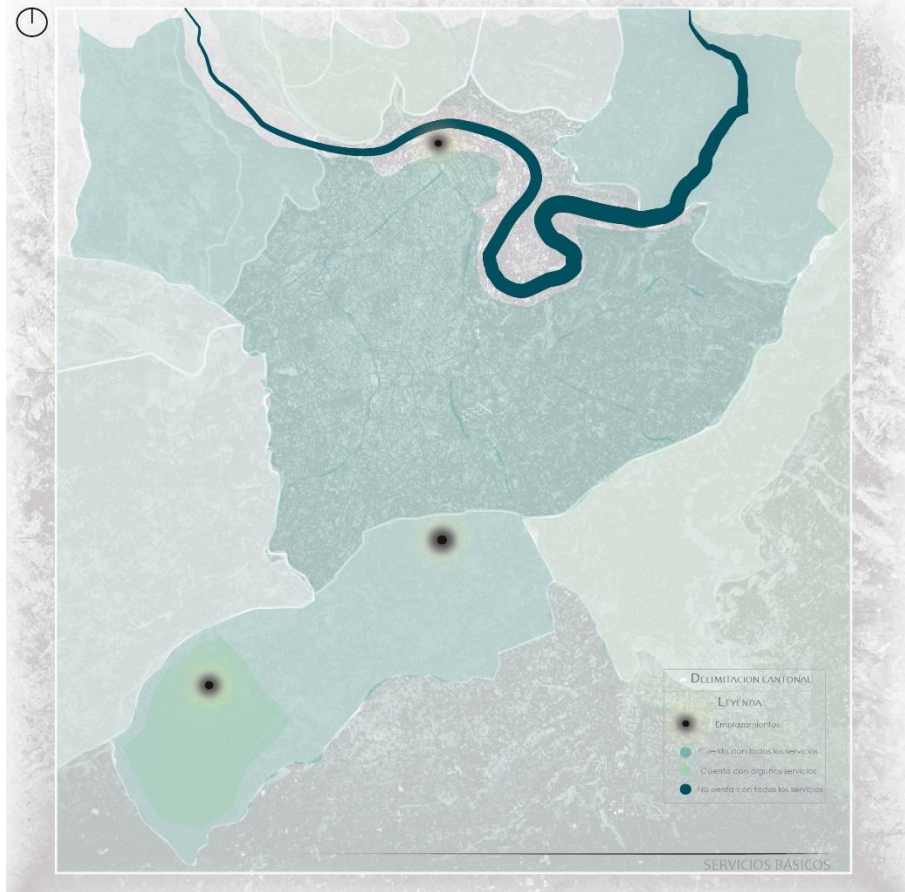 DELIMITACION CANTONAL
LEYENDA
Emplazamientos
Cuenta con todos los servicios
Cuenta con algunos servicios
No uenta con todos los servicios
SERVICIOS BÁSICOS